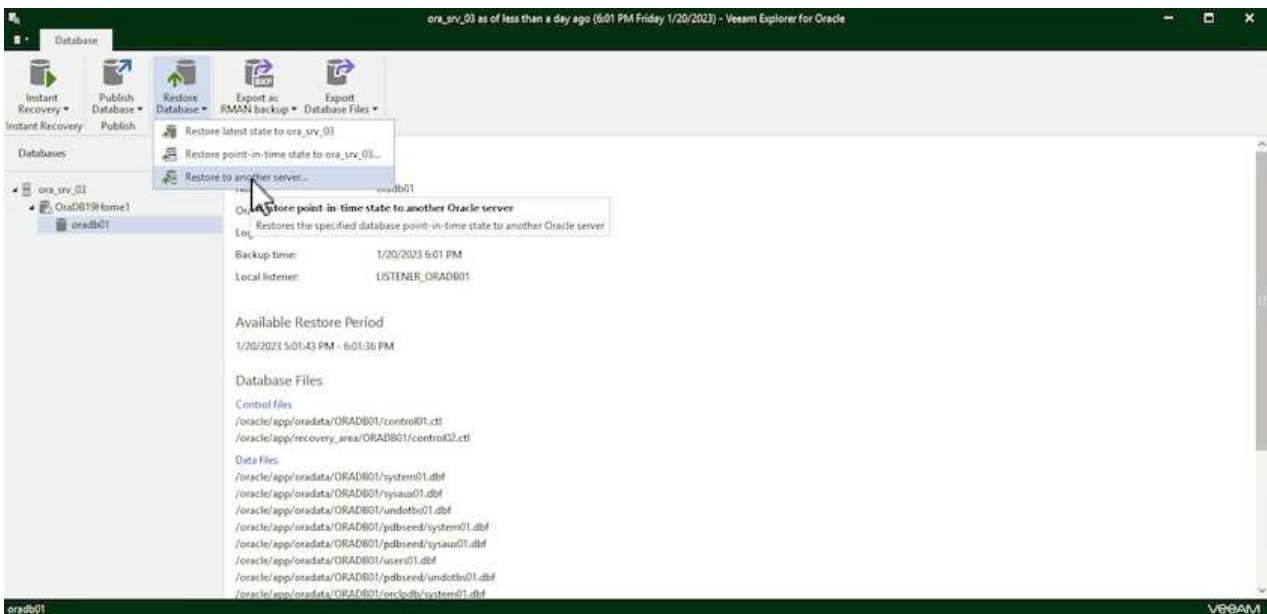 ora_srv_03 as of less than a day ago (6:01 PM Friday 1/20/2023) - Veeam Explorer for Oracle
Database
Instant Recovery
Publish Database
Restore Database
Export as RMAN backup
Export Database Files
Instant Recovery
Publish
Restore latest state to ora_srv_03
Restore point-in-time state to ora_srv_03...
Restore to another server...
Databases
ora_srv_03
OraDB19Home1
oradb01
oradb01
Restore point-in-time state to another Oracle server
Restores the specified database point-in-time state to another Oracle server
Backup time: 1/20/2023 6:01 PM
Local listener: LISTENER_ORADB01
Available Restore Period
1/20/2023 5:01:43 PM - 6:01:36 PM
Database Files
Control files
/oracle/app/oradata/ORADB01/control01.ctl
/oracle/app/recovery_area/ORADB01/control02.ctl
Data files
/oracle/app/oradata/ORADB01/system01.dbf
/oracle/app/oradata/ORADB01/sysaux01.dbf
/oracle/app/oradata/ORADB01/undotbs01.dbf
/oracle/app/oradata/ORADB01/pdbseed/system01.dbf
/oracle/app/oradata/ORADB01/pdbseed/sysaux01.dbf
/oracle/app/oradata/ORADB01/users01.dbf
/oracle/app/oradata/ORADB01/pdbseed/undotbs01.dbf
/oracle/app/oradata/ORADB01/orclpdb/system01.dbf
oradb01
VEEAM